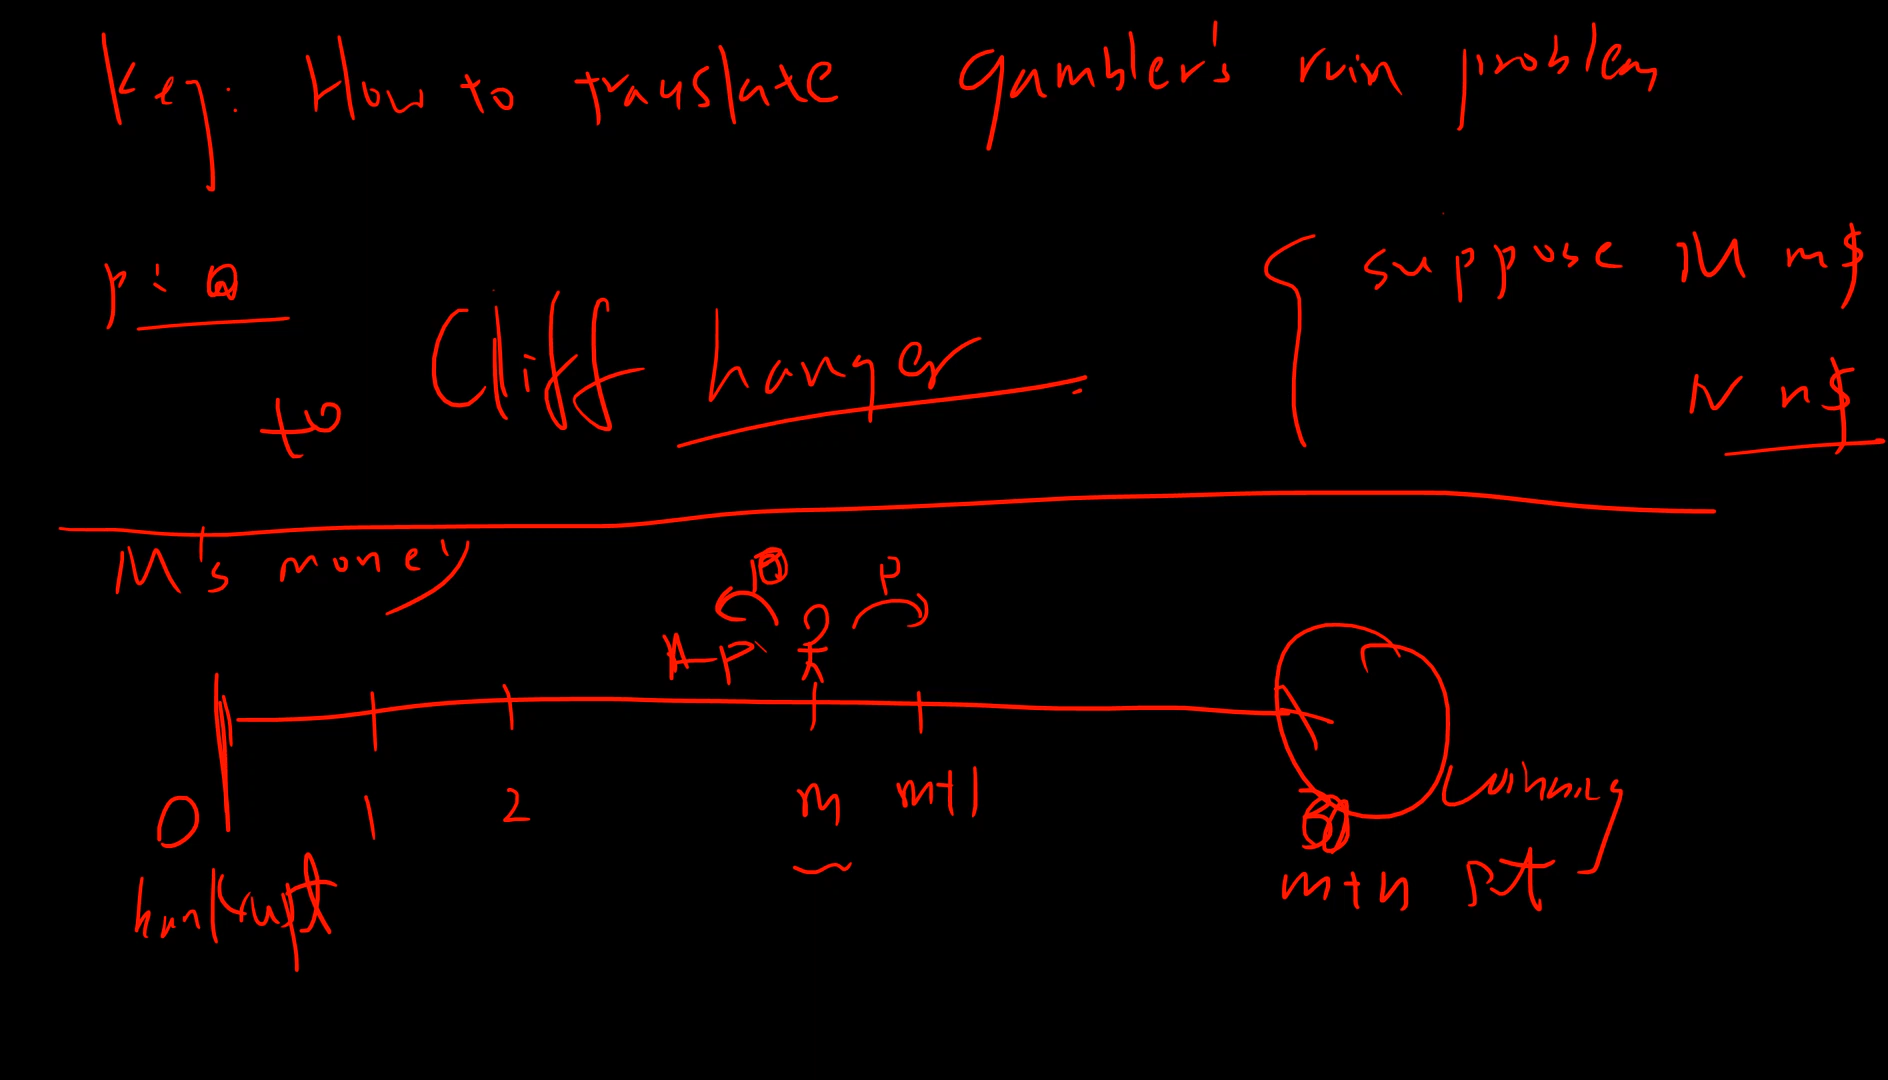 Key: How to translate Gambler's ruin problem
p:
to Cliff hanger.
suppose M m$
N n$
M's money
p
1-p
0 1 2 m m+1
bankrupt
m+n pt
winning